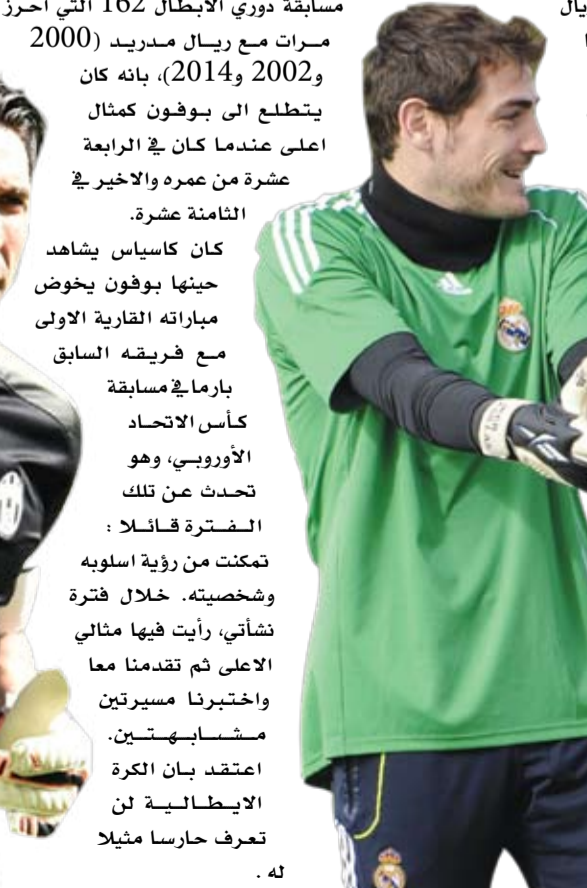 يال
مسابقة دوري الابطال 162 التي احرز
مرات مع ريال مدريد (2000
و2002 و2014)، بانه كان
يتطلع الى بوفون كمثال
اعلى عندما كان في الرابعة
عشرة من عمره والاخير في
الثامنة عشرة.
كان كاسياس يشاهد
حينها بوفون يخوض
مباراته القارية الاولى
مع فريقه السابق
بارما في مسابقة
كأس الاتحاد
الأوروبي، وهو
تحدث عن تلك
الفترة قائلا :
تمكنت من رؤية اسلوبه
وشخصيته. خلال فترة
نشأتي، رأيت فيها مثالي
الاعلى ثم تقدمنا معا
واختبرنا مسيرتين
مشابهتين.
اعتقد بان الكرة
الايطالية لن
تعرف حارسا مثيلا
له .